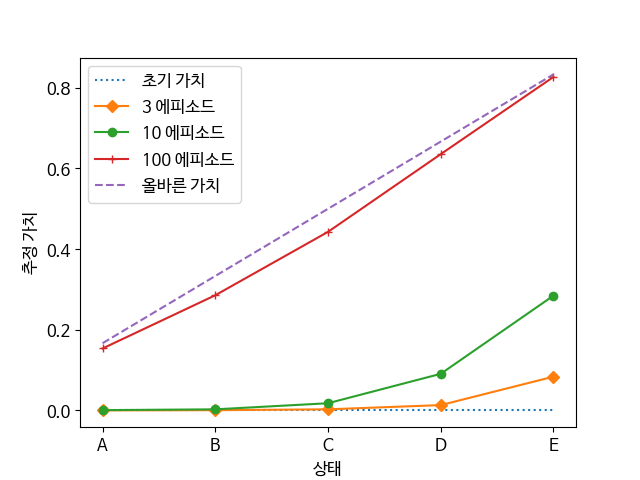 초기 가치
3 에피소드
10 에피소드
100 에피소드
올바른 가치
추정 가치
0.8
0.6
0.4
0.2
0.0
A B C D E
상태